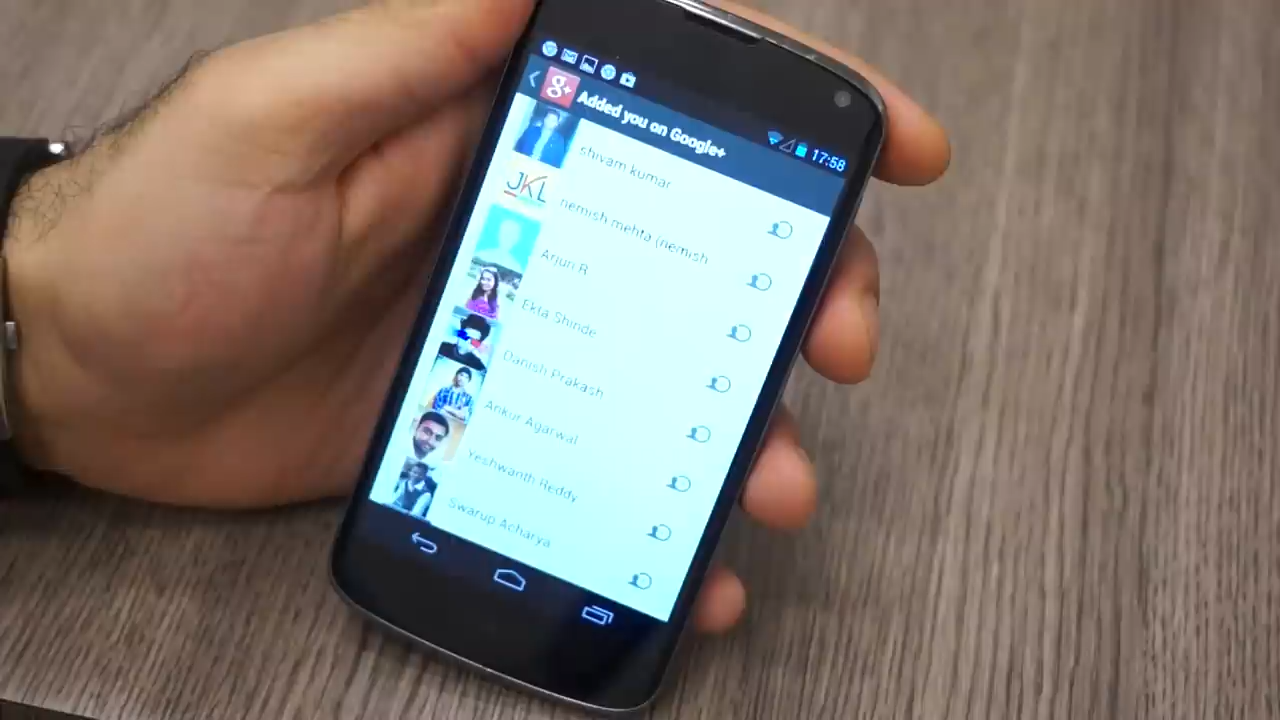 17:58
g+ Added you on Google+
shivam kumar
JKL
nemish mehta (nemish
Arjun R
Ekta Shinde
Danish Prakash
Ankur Agarwal
Yeshwanth Reddy
Swarup Acharya